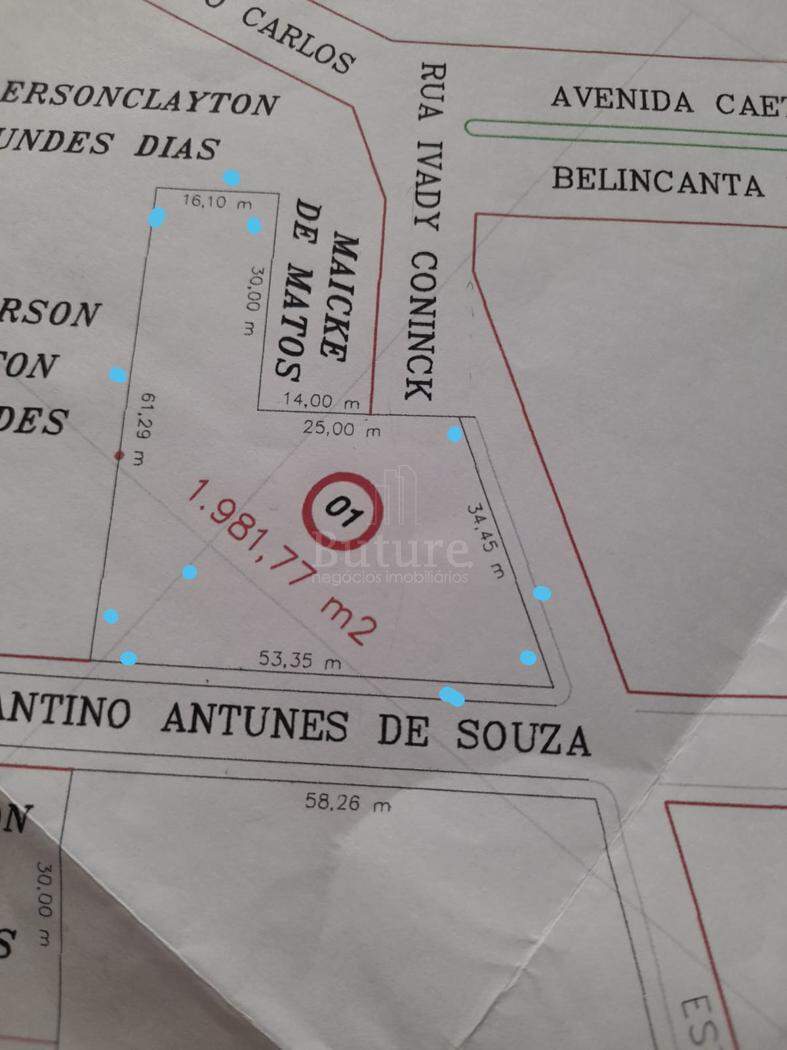 CARLOS
ERSONCLAYTON
UNDES DIAS
AVENIDA CAET
BELINCANTA
RUA IVADY CONINCK
16,10 m
MAICKE
DE MATOS
30,00 m
RSON
TON
DES
61,29 m
14,00 m
25,00 m
01
1.981,77 m2
34,45 m
Buture
negócios imobiliários
53,35 m
ANTINO ANTUNES DE SOUZA
58,26 m
ON
30,00 m
S
EST